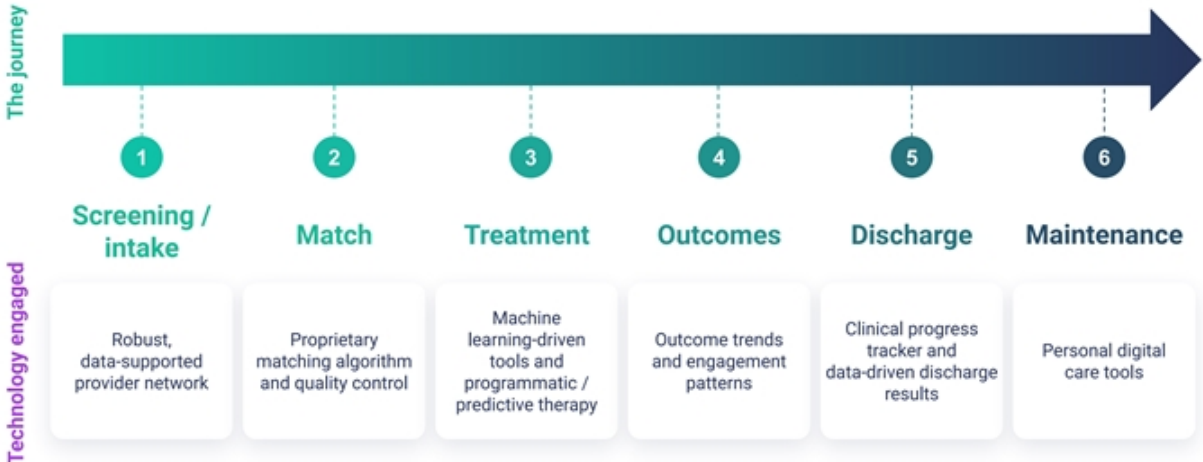 The journey
1
2
3
4
5
6
Screening /
intake
Match
Treatment
Outcomes
Discharge
Maintenance
Technology engaged
Robust,
data-supported
provider network
Proprietary
matching algorithm
and quality control
Machine
learning-driven
tools and
programmatic /
predictive therapy
Outcome trends
and engagement
patterns
Clinical progress
tracker and
data-driven discharge
results
Personal digital
care tools